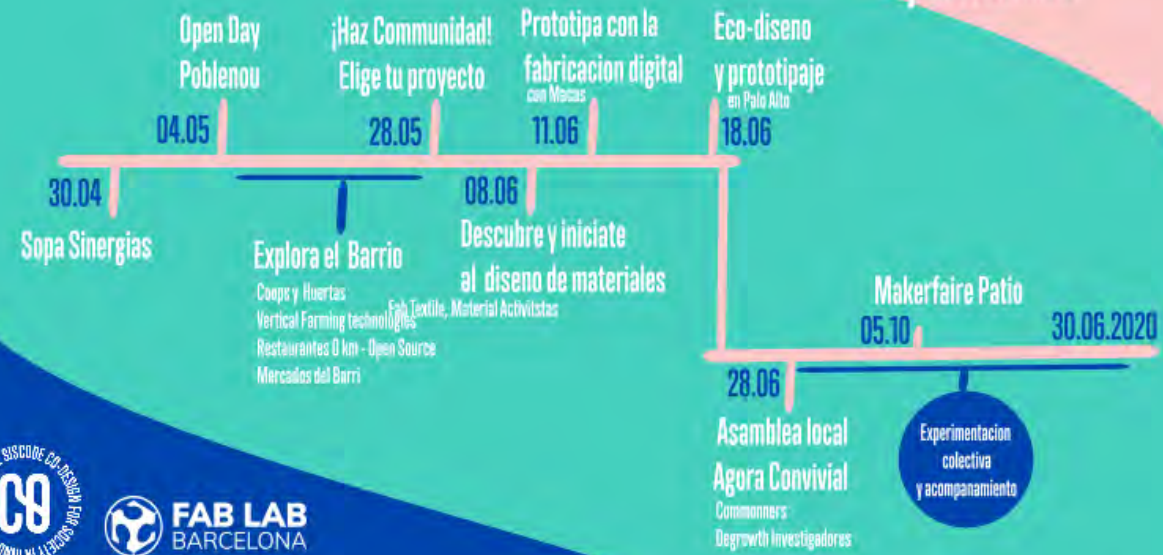 Open Day
Poblenou
04.05
¡Haz Communidad!
Elige tu proyecto
28.05
Prototipa con la
fabricacion digital
con Macas
11.06
Eco-diseno
y prototipaje
en Palo Alto
18.06
30.04
Sopa Sinergias
Explora el Barrio
Coops y Huertas
Vertical Farming technologies
Restaurantes 0 km - Open Source
Mercados del Barri
08.06
Descubre y iniciate
al diseno de materiales
Fab Textile, Material Activitstas
Makerfaire Patio
05.10
30.06.2020
28.06
Asamblea local
Agora Convivial
Commonners
Degrowth Investigadores
Experimentacion
colectiva
y acompanamiento
SISCODE CO-DESIGN FOR SOCIETY IN
CO
FAB LAB
BARCELONA